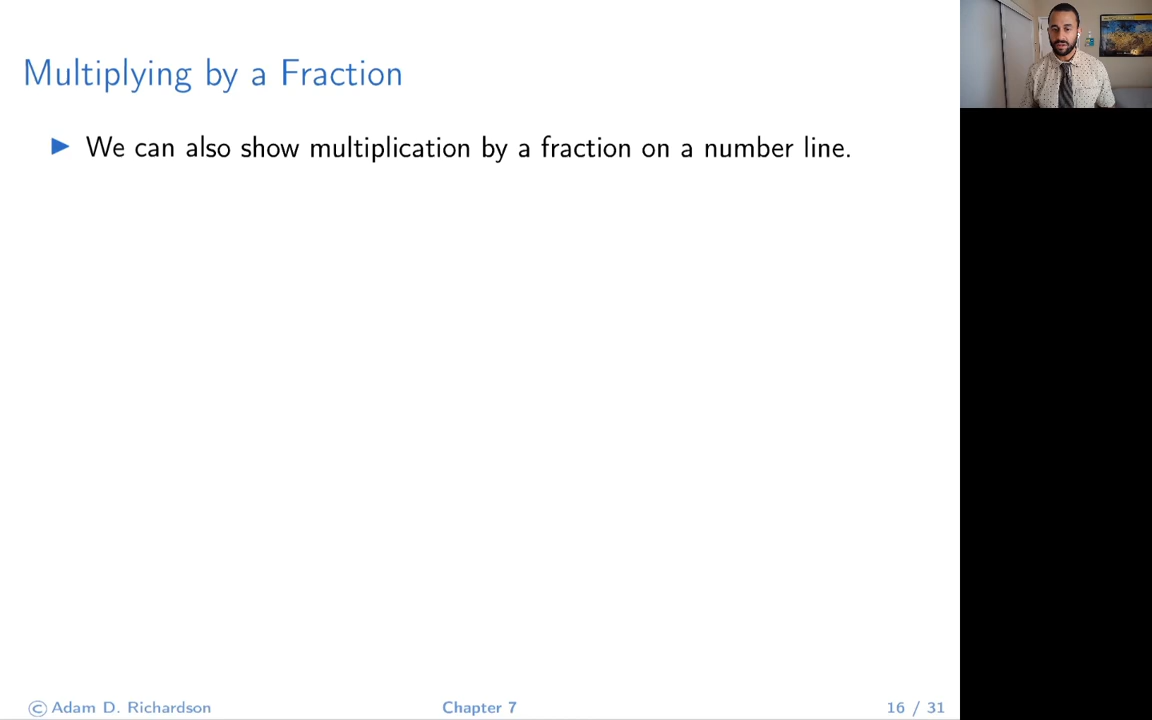 Multiplying by a Fraction
▶ We can also show multiplication by a fraction on a number line.
© Adam D. Richardson Chapter 7 16 / 31